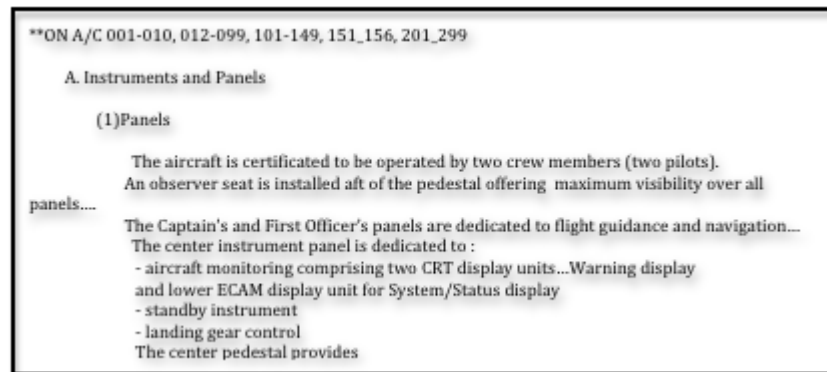 **ON A/C 001-010, 012-099, 101-149, 151_156, 201_299
A. Instruments and Panels
(1)Panels
The aircraft is certificated to be operated by two crew members (two pilots).
An observer seat is installed aft of the pedestal offering maximum visibility over all
panels....
The Captain's and First Officer's panels are dedicated to flight guidance and navigation...
The center instrument panel is dedicated to :
- aircraft monitoring comprising two CRT display units...Warning display
and lower ECAM display unit for System/Status display
- standby instrument
- landing gear control
The center pedestal provides